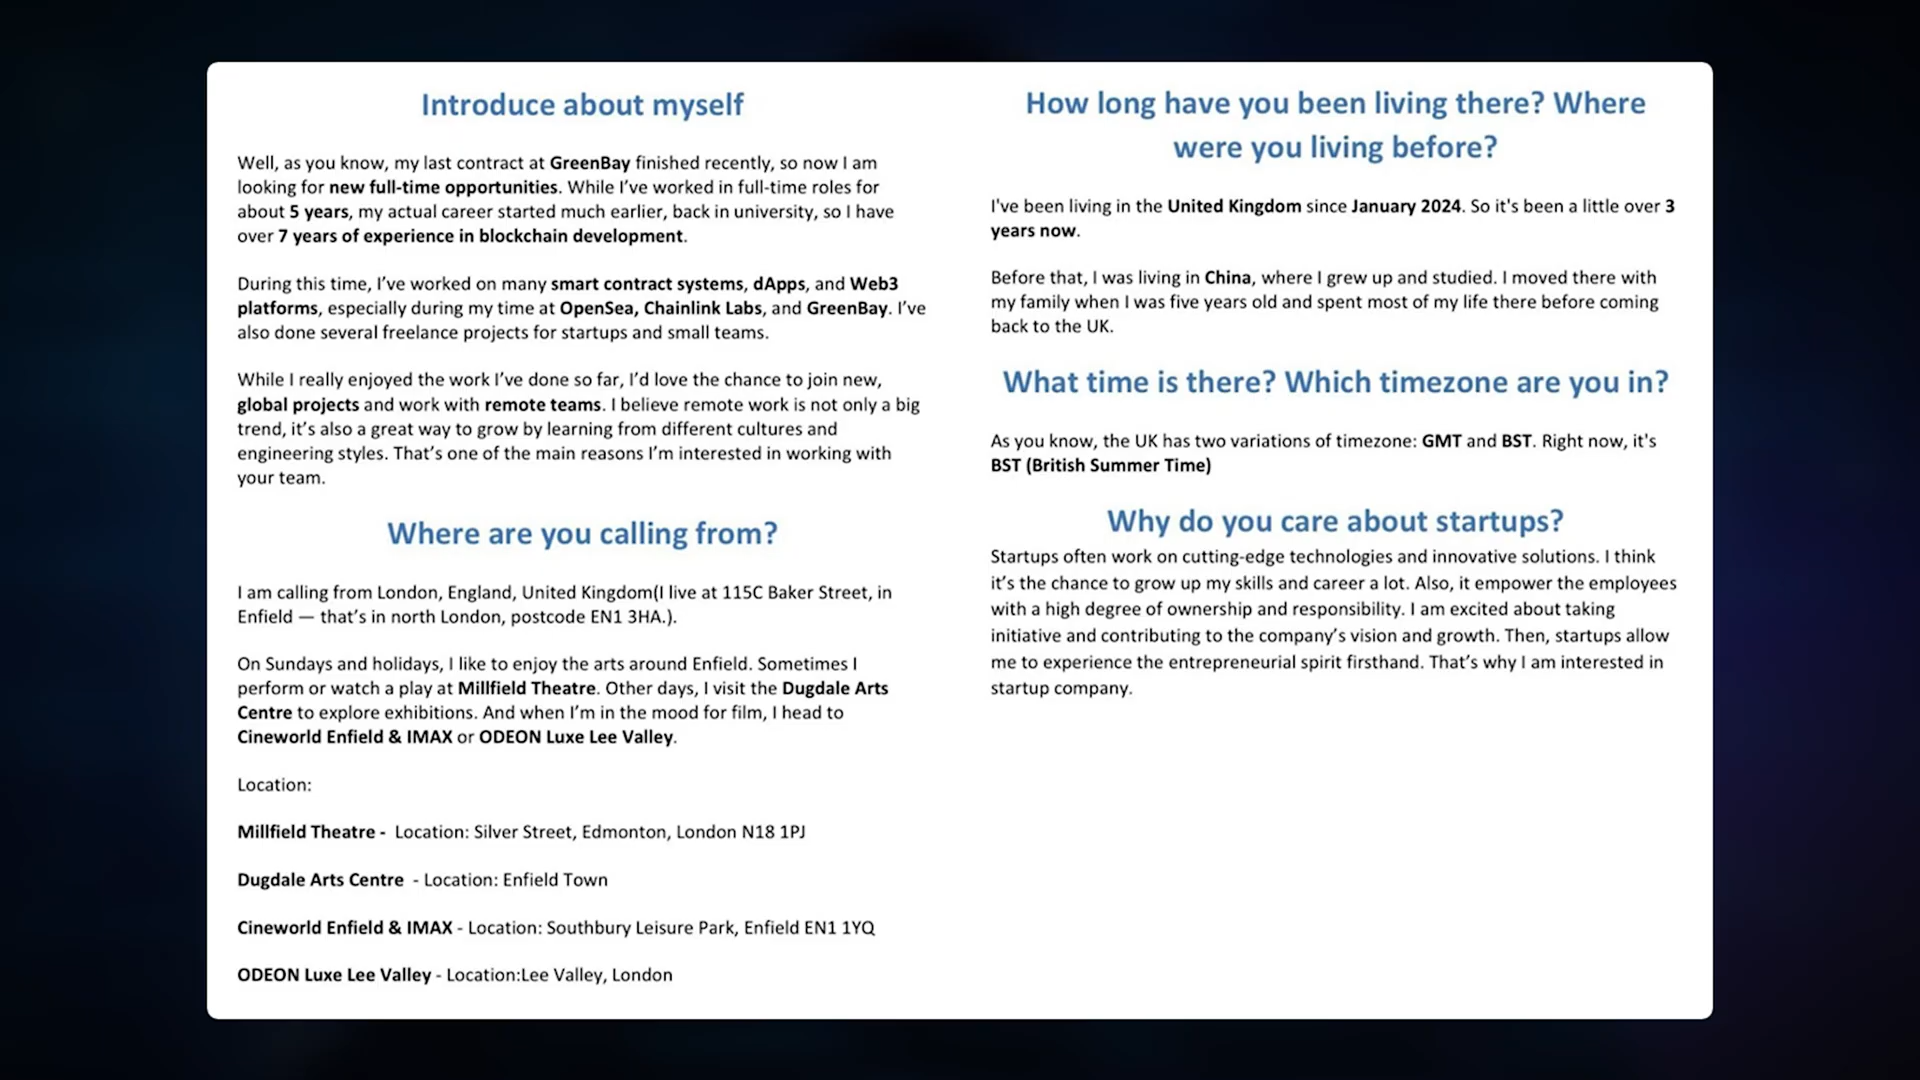 Introduce about myself
Well, as you know, my last contract at GreenBay finished recently, so now I am
looking for new full-time opportunities. While I’ve worked in full-time roles for
about 5 years, my actual career started much earlier, back in university, so I have
over 7 years of experience in blockchain development.
During this time, I’ve worked on many smart contract systems, dApps, and Web3
platforms, especially during my time at OpenSea, Chainlink Labs, and GreenBay. I’ve
also done several freelance projects for startups and small teams.
While I really enjoyed the work I’ve done so far, I’d love the chance to join new,
global projects and work with remote teams. I believe remote work is not only a big
trend, it’s also a great way to grow by learning from different cultures and
engineering styles. That’s one of the main reasons I’m interested in working with
your team.
Where are you calling from?
I am calling from London, England, United Kingdom(I live at 115C Baker Street, in
Enfield — that’s in north London, postcode EN1 3HA.).
On Sundays and holidays, I like to enjoy the arts around Enfield. Sometimes I
perform or watch a play at Millfield Theatre. Other days, I visit the Dugdale Arts
Centre to explore exhibitions. And when I’m in the mood for film, I head to
Cineworld Enfield & IMAX or ODEON Luxe Lee Valley.
Location:
Millfield Theatre - Location: Silver Street, Edmonton, London N18 1PJ
Dugdale Arts Centre - Location: Enfield Town
Cineworld Enfield & IMAX - Location: Southbury Leisure Park, Enfield EN1 1YQ
ODEON Luxe Lee Valley - Location:Lee Valley, London
How long have you been living there? Where
were you living before?
I've been living in the United Kingdom since January 2024. So it's been a little over 3
years now.
Before that, I was living in China, where I grew up and studied. I moved there with
my family when I was five years old and spent most of my life there before coming
back to the UK.
What time is there? Which timezone are you in?
As you know, the UK has two variations of timezone: GMT and BST. Right now, it's
BST (British Summer Time)
Why do you care about startups?
Startups often work on cutting-edge technologies and innovative solutions. I think
it’s the chance to grow up my skills and career a lot. Also, it empower the employees
with a high degree of ownership and responsibility. I am excited about taking
initiative and contributing to the company’s vision and growth. Then, startups allow
me to experience the entrepreneurial spirit firsthand. That’s why I am interested in
startup company.